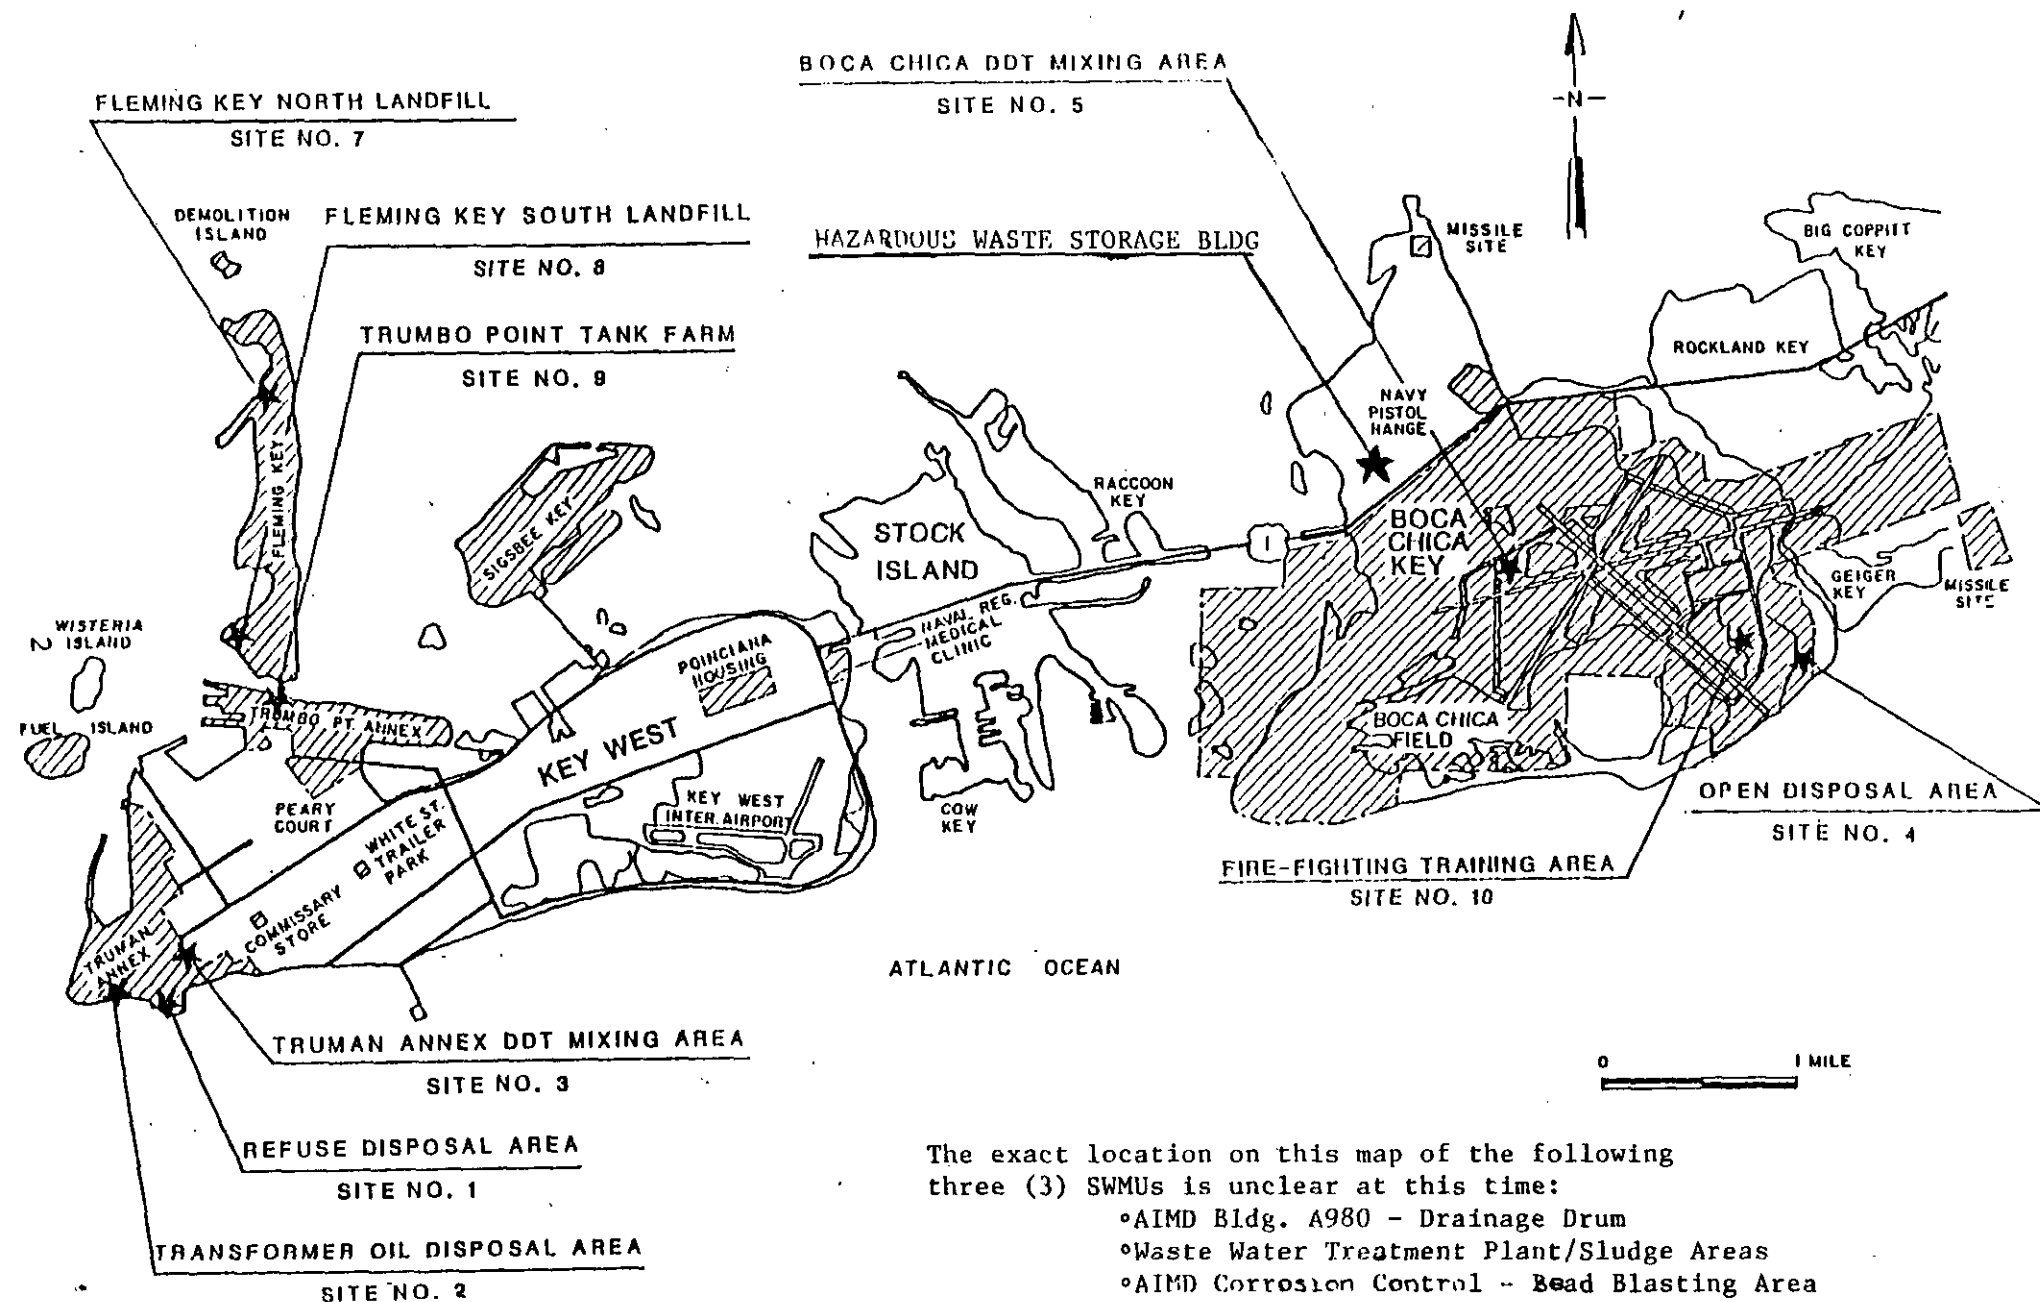 BOCA CHICA DDT MIXING AREA
SITE NO. 5
FLEMING KEY NORTH LANDFILL
SITE NO. 7
-N-
DEMOLITION
ISLAND
FLEMING KEY SOUTH LANDFILL
SITE NO. 8
HAZARDOUS WASTE STORAGE BLDG
MISSILE
SITE
BIG COPPITT
KEY
TRUMBO POINT TANK FARM
SITE NO. 9
ROCKLAND KEY
NAVY
PISTOL
RANGE
FLEMING KEY
SIGSBEE KEY
RACCOON
KEY
STOCK
ISLAND
1
BOCA
CHICA
KEY
GEIGER
KEY
MISSILE
SITE
WISTERIA
ISLAND
NAVAL REG.
MEDICAL
CLINIC
POINCIANA
HOUSING
FUEL ISLAND
TRUMBO PT. ANNEX
KEY WEST
BOCA CHICA
FIELD
PEARY
COURT
WHITE ST.
TRAILER
PARK
KEY WEST
INTER. AIRPORT
COW
KEY
OPEN DISPOSAL AREA
SITE NO. 4
FIRE-FIGHTING TRAINING AREA
SITE NO. 10
COMMISSARY
STORE
TRUMAN
ANNEX
ATLANTIC OCEAN
TRUMAN ANNEX DDT MIXING AREA
SITE NO. 3
0 1 MILE
REFUSE DISPOSAL AREA
SITE NO. 1
TRANSFORMER OIL DISPOSAL AREA
SITE NO. 2
The exact location on this map of the following
three (3) SWMUs is unclear at this time:
°AIMD Bldg. A980 - Drainage Drum
°Waste Water Treatment Plant/Sludge Areas
°AIMD Corrosion Control - Bead Blasting Area